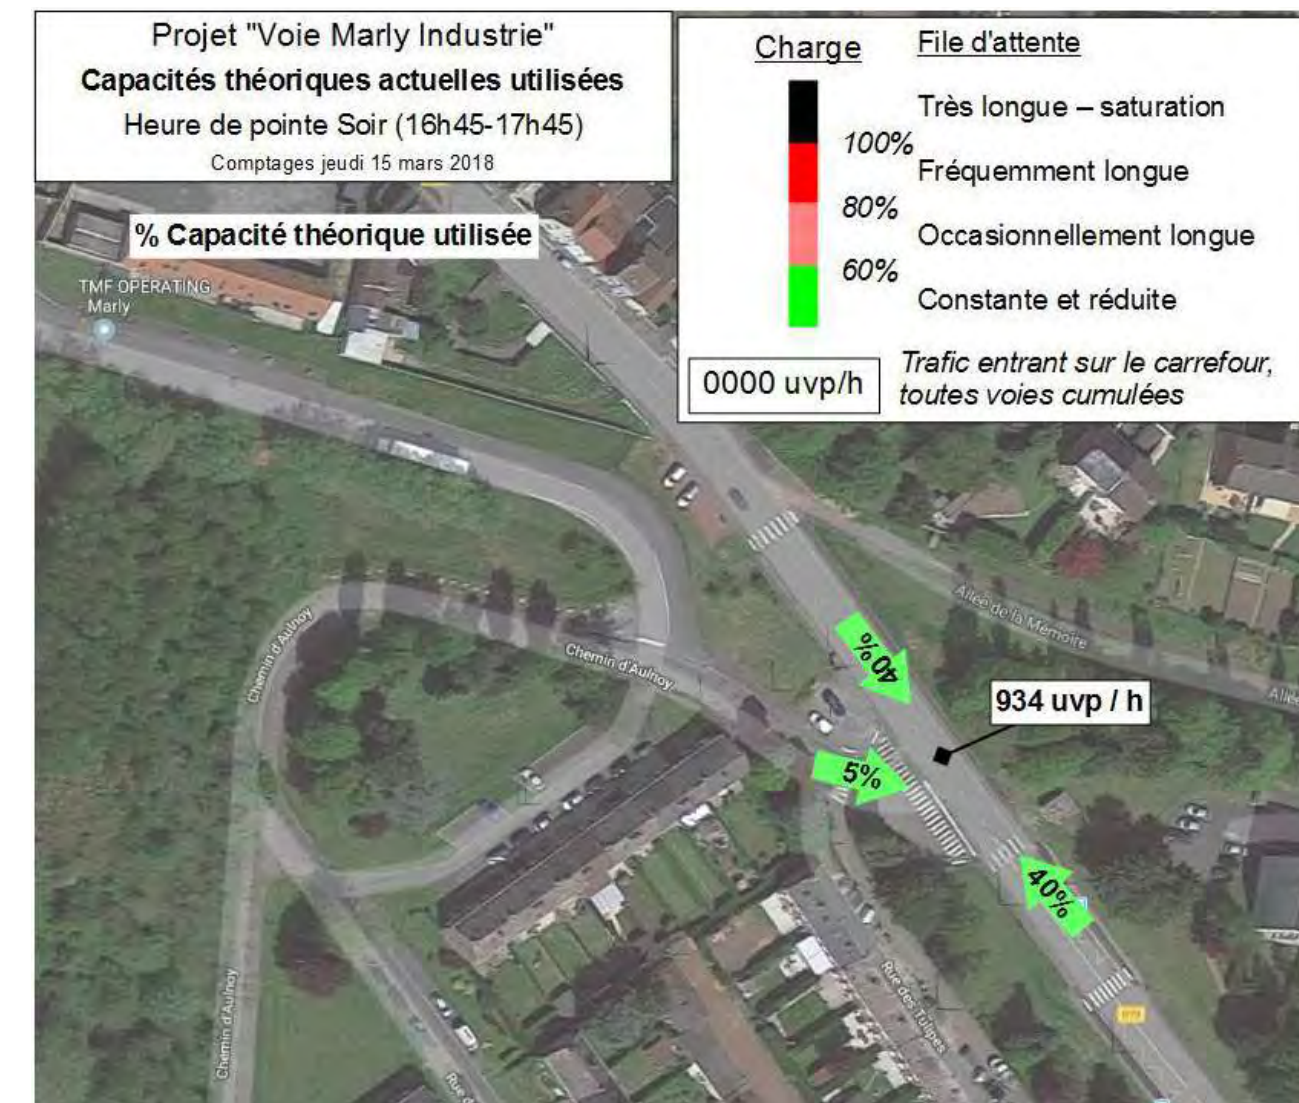 Projet "Voie Marly Industrie"
Capacités théoriques actuelles utilisées
Heure de pointe Soir (16h45-17h45)
Comptages jeudi 15 mars 2018
Charge
File d'attente
Très longue – saturation
100%
Fréquemment longue
80%
Occasionnellement longue
60%
Constante et réduite
0000 uvp/h
Trafic entrant sur le carrefour,
toutes voies cumulées
% Capacité théorique utilisée
TMF OPERATING
Marly
Allée de la Mémoire
Allée
Chemin d'Aulnoy
Chemin d'Aulnoy
40%
934 uvp / h
5%
40%
Rue des Tulipes
Chemin d'Aulnoy
Rue